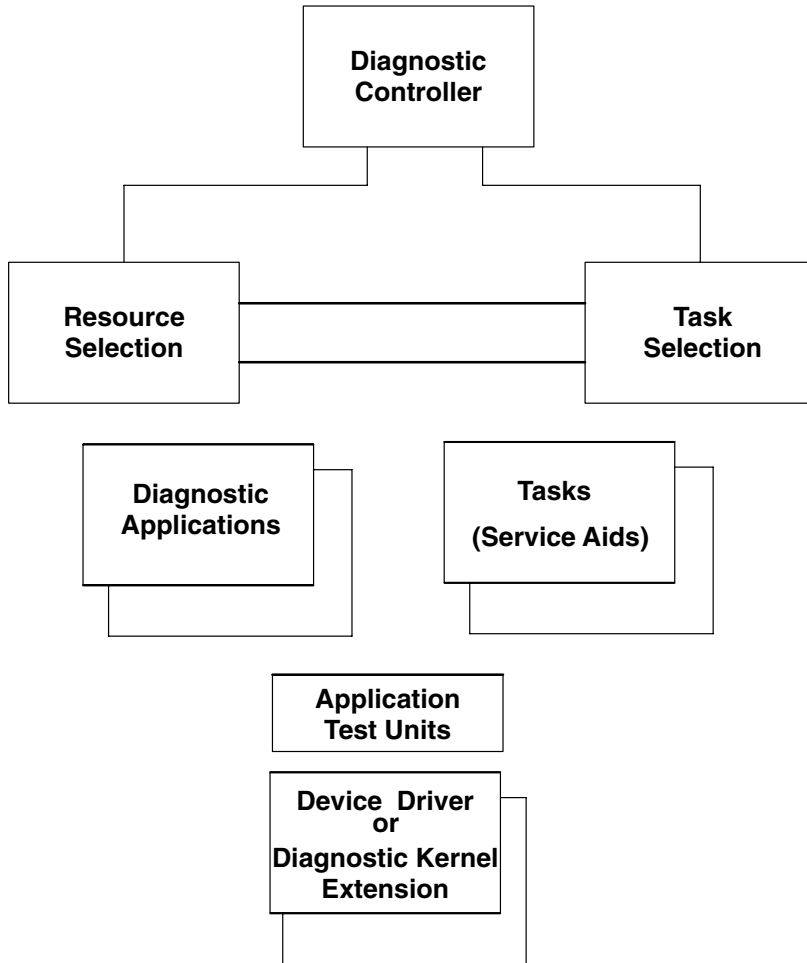 Diagnostic
Controller
Resource
Selection
Task
Selection
Diagnostic
Applications
Tasks
(Service Aids)
Application
Test Units
Device Driver
or
Diagnostic Kernel
Extension